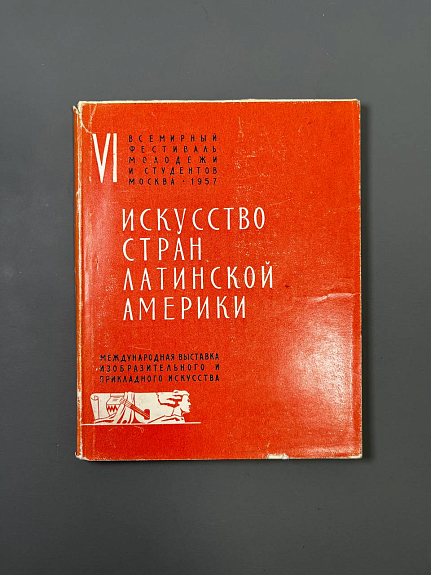 VI
ВСЕМИРНЫЙ
ФЕСТИВАЛЬ
МОЛОДЕЖИ
И СТУДЕНТОВ
МОСКВА · 1957
ИСКУССТВО
СТРАН
ЛАТИНСКОЙ
АМЕРИКИ
МЕЖДУНАРОДНАЯ ВЫСТАВКА
ИЗОБРАЗИТЕЛЬНОГО И
ПРИКЛАДНОГО ИСКУССТВА